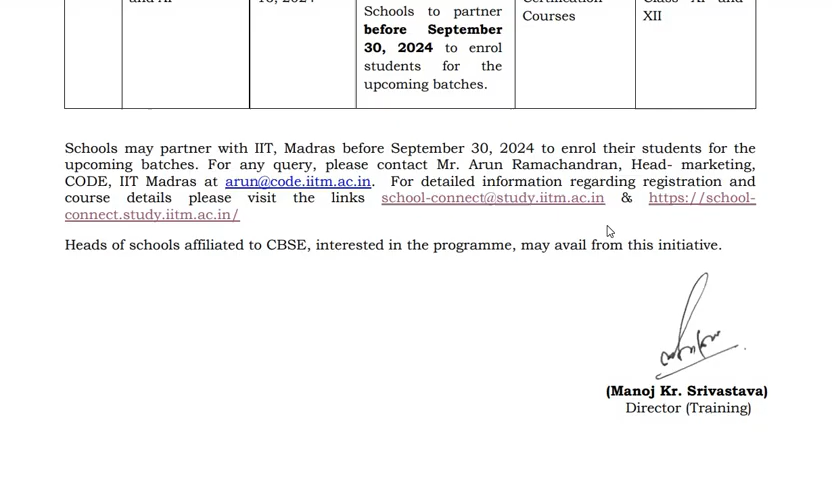 Schools to partner
Courses
XII
before September
30, 2024 to enrol
students for the
upcoming batches.
Schools may partner with IIT, Madras before September 30, 2024 to enrol their students for the
upcoming batches. For any query, please contact Mr. Arun Ramachandran, Head- marketing,
CODE, IIT Madras at arun@code.iitm.ac.in. For detailed information regarding registration and
course details please visit the links school-connect@study.iitm.ac.in & https://school-
connect.study.iitm.ac.in/
Heads of schools affiliated to CBSE, interested in the programme, may avail from this initiative.
(Manoj Kr. Srivastava)
Director (Training)